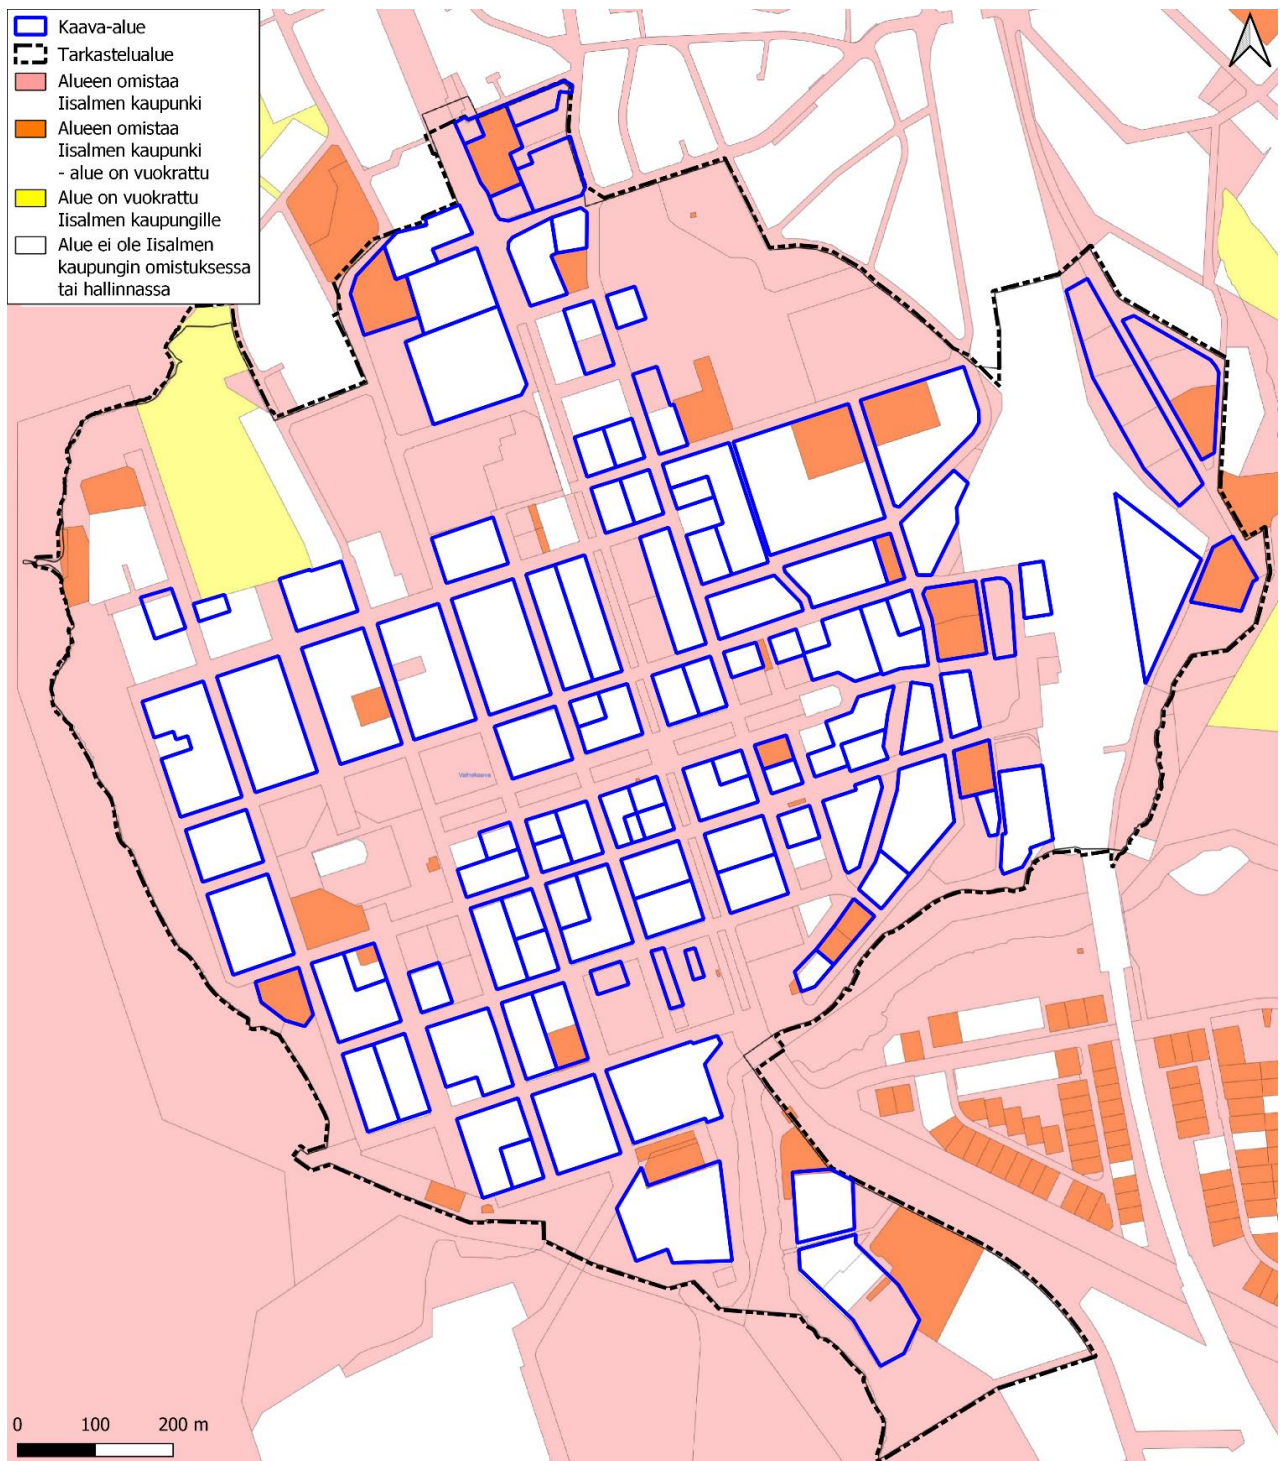 Kaava-alue
Tarkastelualue
Alueen omistaa
Iisalmen kaupunki
Alueen omistaa
Iisalmen kaupunki
- alue on vuokrattu
Alue on vuokrattu
Iisalmen kaupungille
Alue ei ole Iisalmen
kaupungin omistuksessa
tai hallinnassa
0 100 200 m